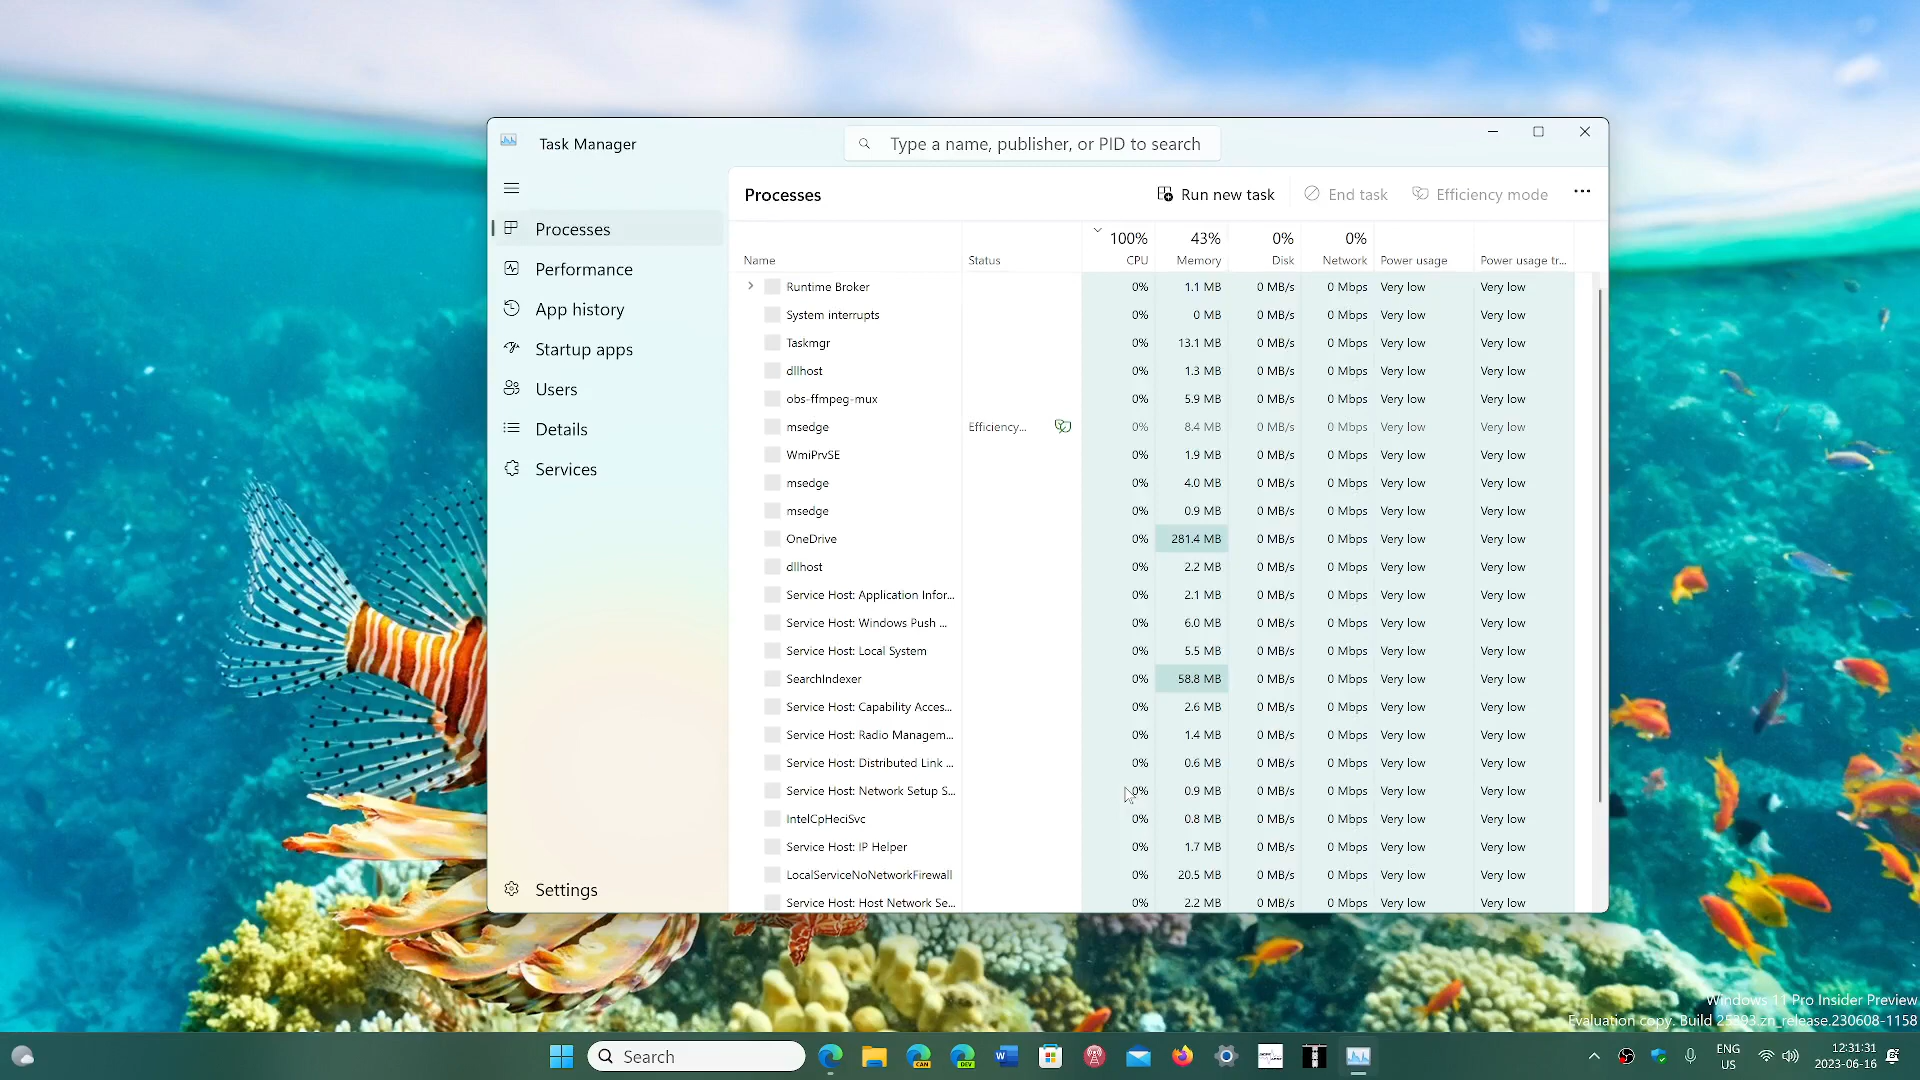 Task Manager
Type a name, publisher, or PID to search
Processes
Run new task
End task
Efficiency mode
Processes
Performance
App history
Startup apps
Users
Details
Services
Settings
100% 43% 0% 0%
Name Status CPU Memory Disk Network Power usage Power usage tr...
Runtime Broker 0% 1.1 MB 0 MB/s 0 Mbps Very low Very low
System interrupts 0% 0 MB 0 MB/s 0 Mbps Very low Very low
Taskmgr 0% 13.1 MB 0 MB/s 0 Mbps Very low Very low
dllhost 0% 1.3 MB 0 MB/s 0 Mbps Very low Very low
obs-ffmpeg-mux 0% 5.9 MB 0 MB/s 0 Mbps Very low Very low
msedge Efficiency... 0% 8.4 MB 0 MB/s 0 Mbps Very low Very low
WmiPrvSE 0% 1.9 MB 0 MB/s 0 Mbps Very low Very low
msedge 0% 4.0 MB 0 MB/s 0 Mbps Very low Very low
msedge 0% 0.9 MB 0 MB/s 0 Mbps Very low Very low
OneDrive 0% 281.4 MB 0 MB/s 0 Mbps Very low Very low
dllhost 0% 2.2 MB 0 MB/s 0 Mbps Very low Very low
Service Host: Application Infor... 0% 2.1 MB 0 MB/s 0 Mbps Very low Very low
Service Host: Windows Push ... 0% 6.0 MB 0 MB/s 0 Mbps Very low Very low
Service Host: Local System 0% 5.5 MB 0 MB/s 0 Mbps Very low Very low
SearchIndexer 0% 58.8 MB 0 MB/s 0 Mbps Very low Very low
Service Host: Capability Acces... 0% 2.6 MB 0 MB/s 0 Mbps Very low Very low
Service Host: Radio Managem... 0% 1.4 MB 0 MB/s 0 Mbps Very low Very low
Service Host: Distributed Link ... 0% 0.6 MB 0 MB/s 0 Mbps Very low Very low
Service Host: Network Setup S... 0% 0.9 MB 0 MB/s 0 Mbps Very low Very low
IntelCpHeciSvc 0% 0.8 MB 0 MB/s 0 Mbps Very low Very low
Service Host: IP Helper 0% 1.7 MB 0 MB/s 0 Mbps Very low Very low
LocalServiceNoNetworkFirewall 0% 20.5 MB 0 MB/s 0 Mbps Very low Very low
Service Host: Host Network Se... 0% 2.2 MB 0 MB/s 0 Mbps Very low Very low
Windows 11 Pro Insider Preview
Evaluation copy. Build 25393.zn_release.230608-1158
Search
CAN
DEV
W
ENG
US
12:31:31
2023-06-16